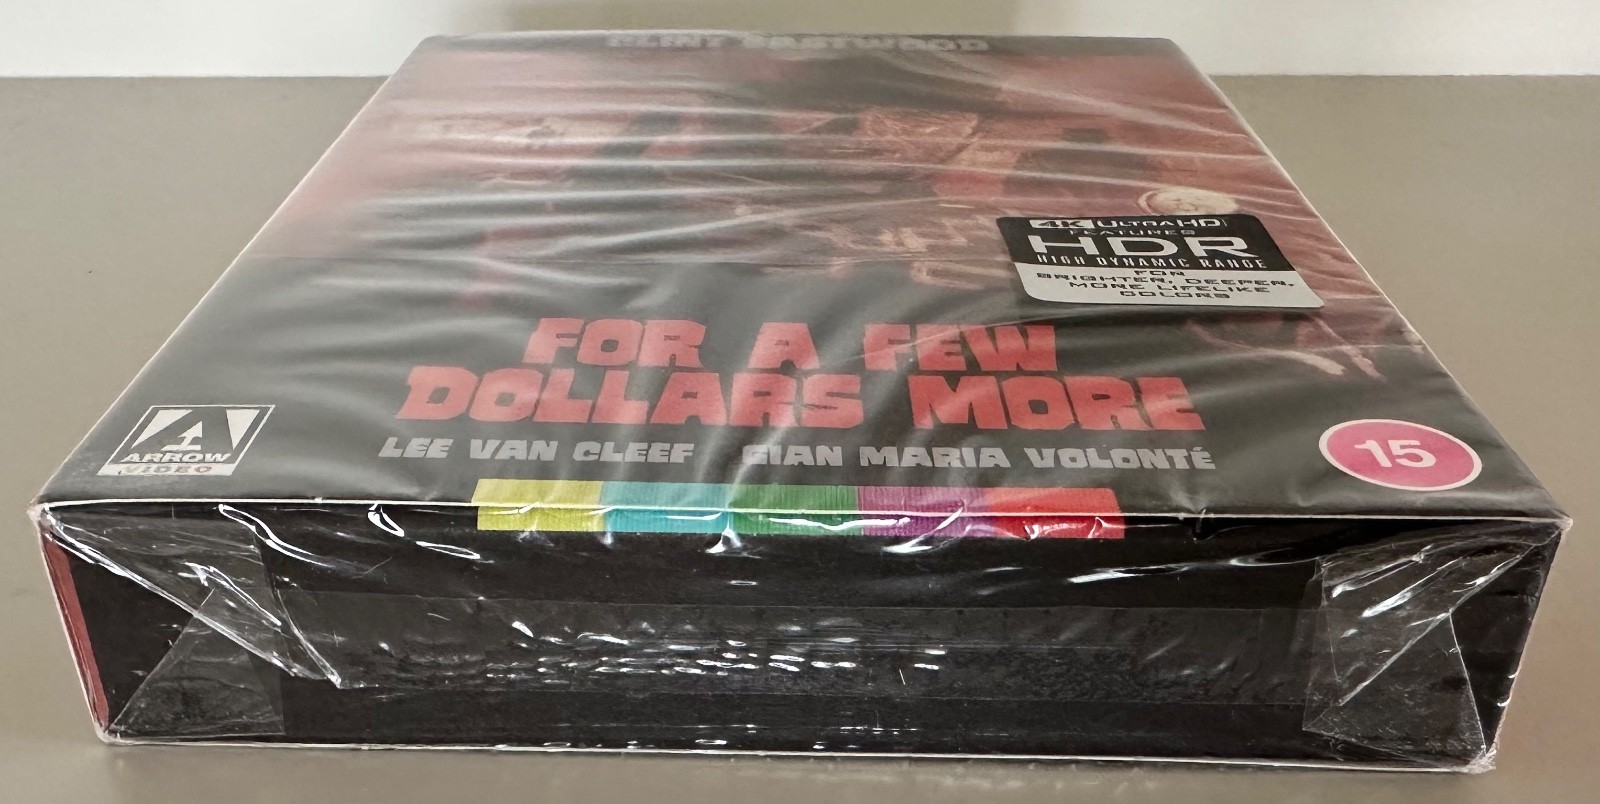 CLINT EASTWOOD
4K ULTRA HD
FEATURES
HDR
HIGH DYNAMIC RANGE
FOR
BRIGHTER, DEEPER,
MORE LIFELIKE
COLORS
FOR A FEW
DOLLARS MORE
LEE VAN CLEEF GIAN MARIA VOLONTÉ
ARROW
VIDEO
15